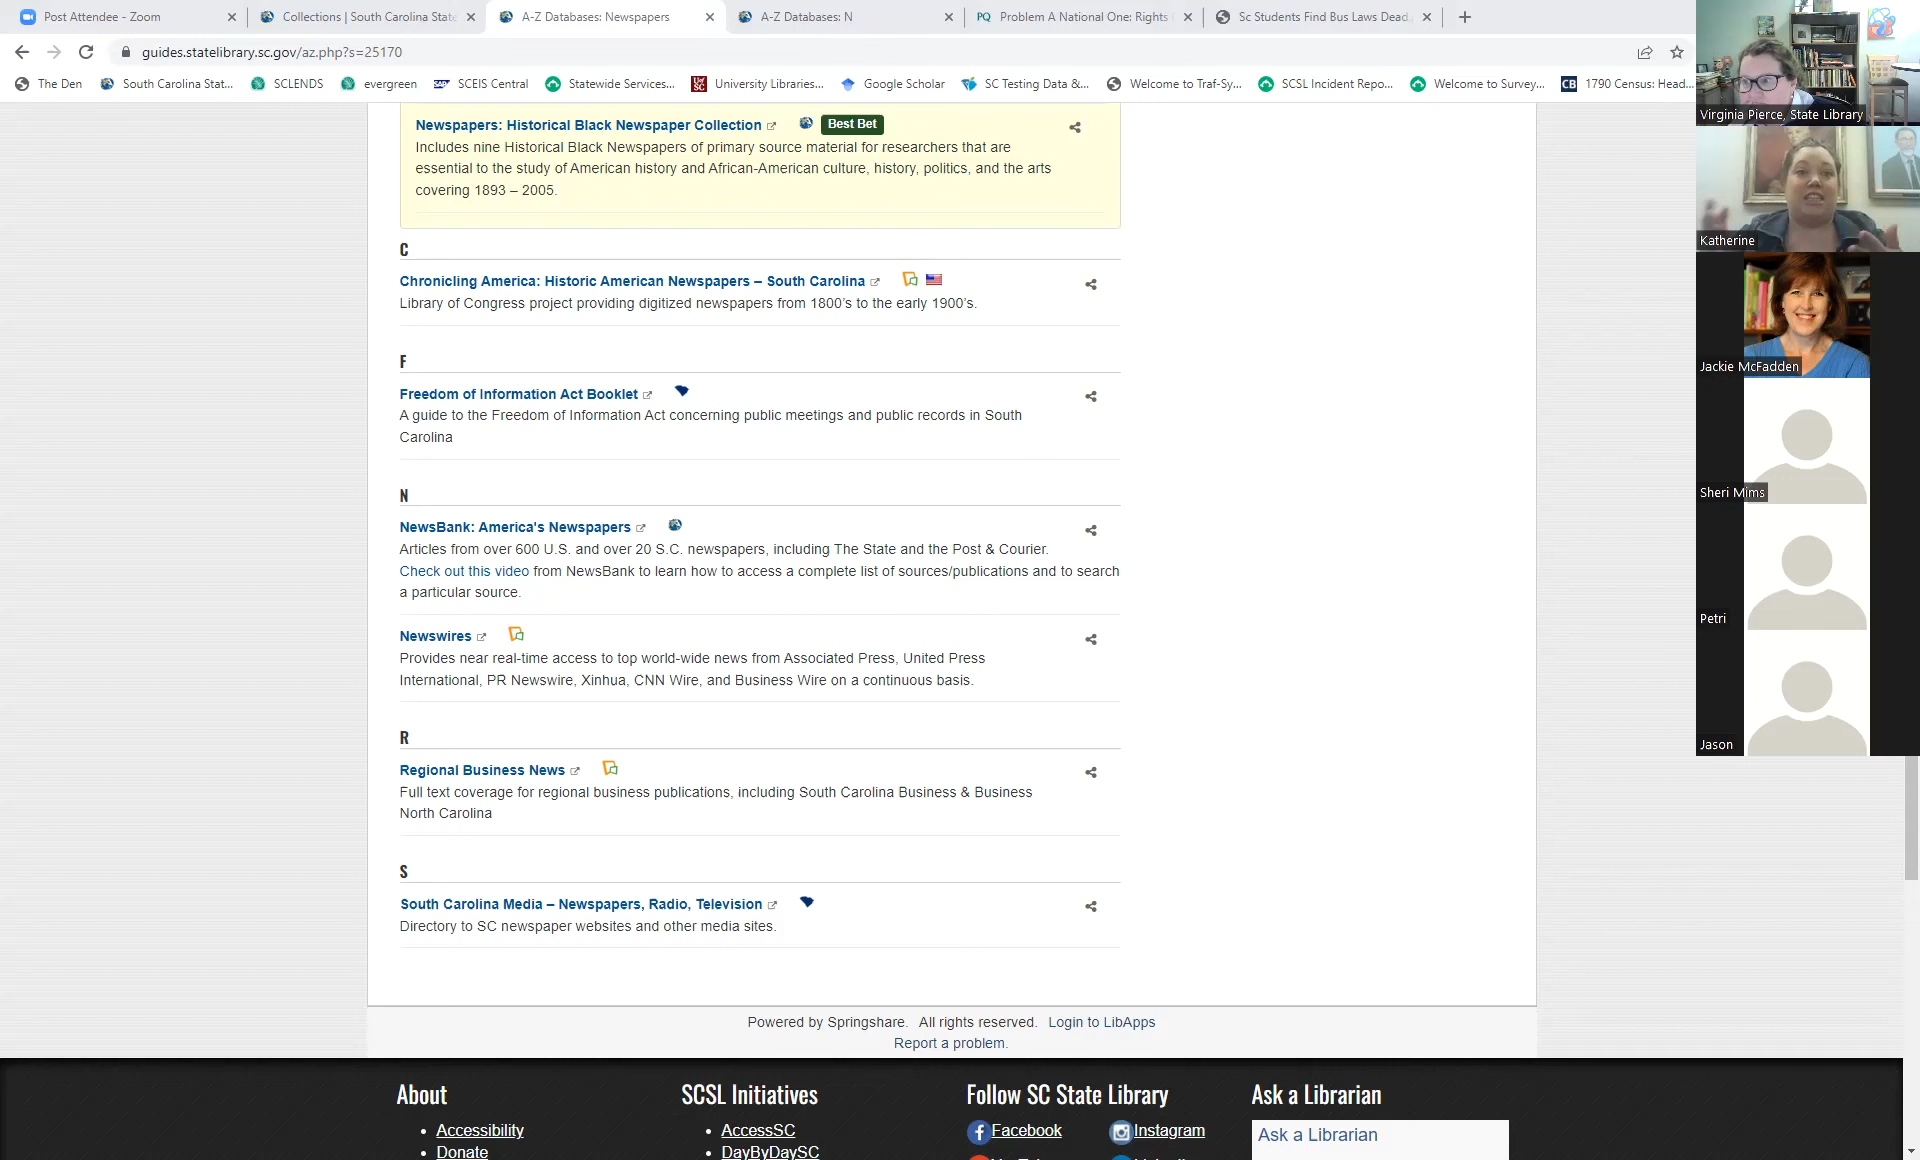 Post Attendee - Zoom
Collections | South Carolina State
A-Z Databases: Newspapers
A-Z Databases: N
PQ Problem A National One: Rights
Sc Students Find Bus Laws Dead
guides.statelibrary.sc.gov/az.php?s=25170
The Den
South Carolina Stat...
SCLENDS
evergreen
SCEIS Central
Statewide Services...
University Libraries...
Google Scholar
SC Testing Data &...
Welcome to Traf-Sy...
SCSL Incident Repo...
Welcome to Survey...
CB 1790 Census: Head...
Newspapers: Historical Black Newspaper Collection Best Bet
Includes nine Historical Black Newspapers of primary source material for researchers that are
essential to the study of American history and African-American culture, history, politics, and the arts
covering 1893 – 2005.
C
Chronicling America: Historic American Newspapers – South Carolina
Library of Congress project providing digitized newspapers from 1800's to the early 1900's.
F
Freedom of Information Act Booklet
A guide to the Freedom of Information Act concerning public meetings and public records in South
Carolina
N
NewsBank: America's Newspapers
Articles from over 600 U.S. and over 20 S.C. newspapers, including The State and the Post & Courier.
Check out this video from NewsBank to learn how to access a complete list of sources/publications and to search
a particular source.
Newswires
Provides near real-time access to top world-wide news from Associated Press, United Press
International, PR Newswire, Xinhua, CNN Wire, and Business Wire on a continuous basis.
R
Regional Business News
Full text coverage for regional business publications, including South Carolina Business & Business
North Carolina
S
South Carolina Media – Newspapers, Radio, Television
Directory to SC newspaper websites and other media sites.
Powered by Springshare. All rights reserved. Login to LibApps
Report a problem.
About
Accessibility
Donate
SCSL Initiatives
AccessSC
DayByDaySC
Follow SC State Library
Facebook
Instagram
Ask a Librarian
Ask a Librarian
Virginia Pierce, State Library
Katherine
Jackie McFadden
Sheri Mims
Petri
Jason